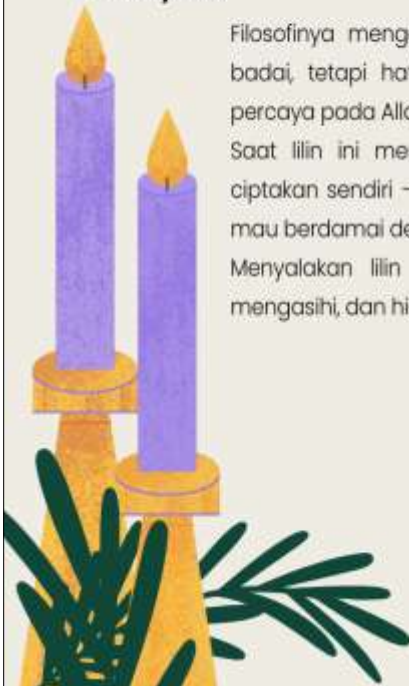 Filosofinya meng
badai, tetapi ha
percaya pada All
Saat lilin ini me
ciptakan sendiri -
mau berdamai de
Menyalakan lilin
mengasihi, dan hi